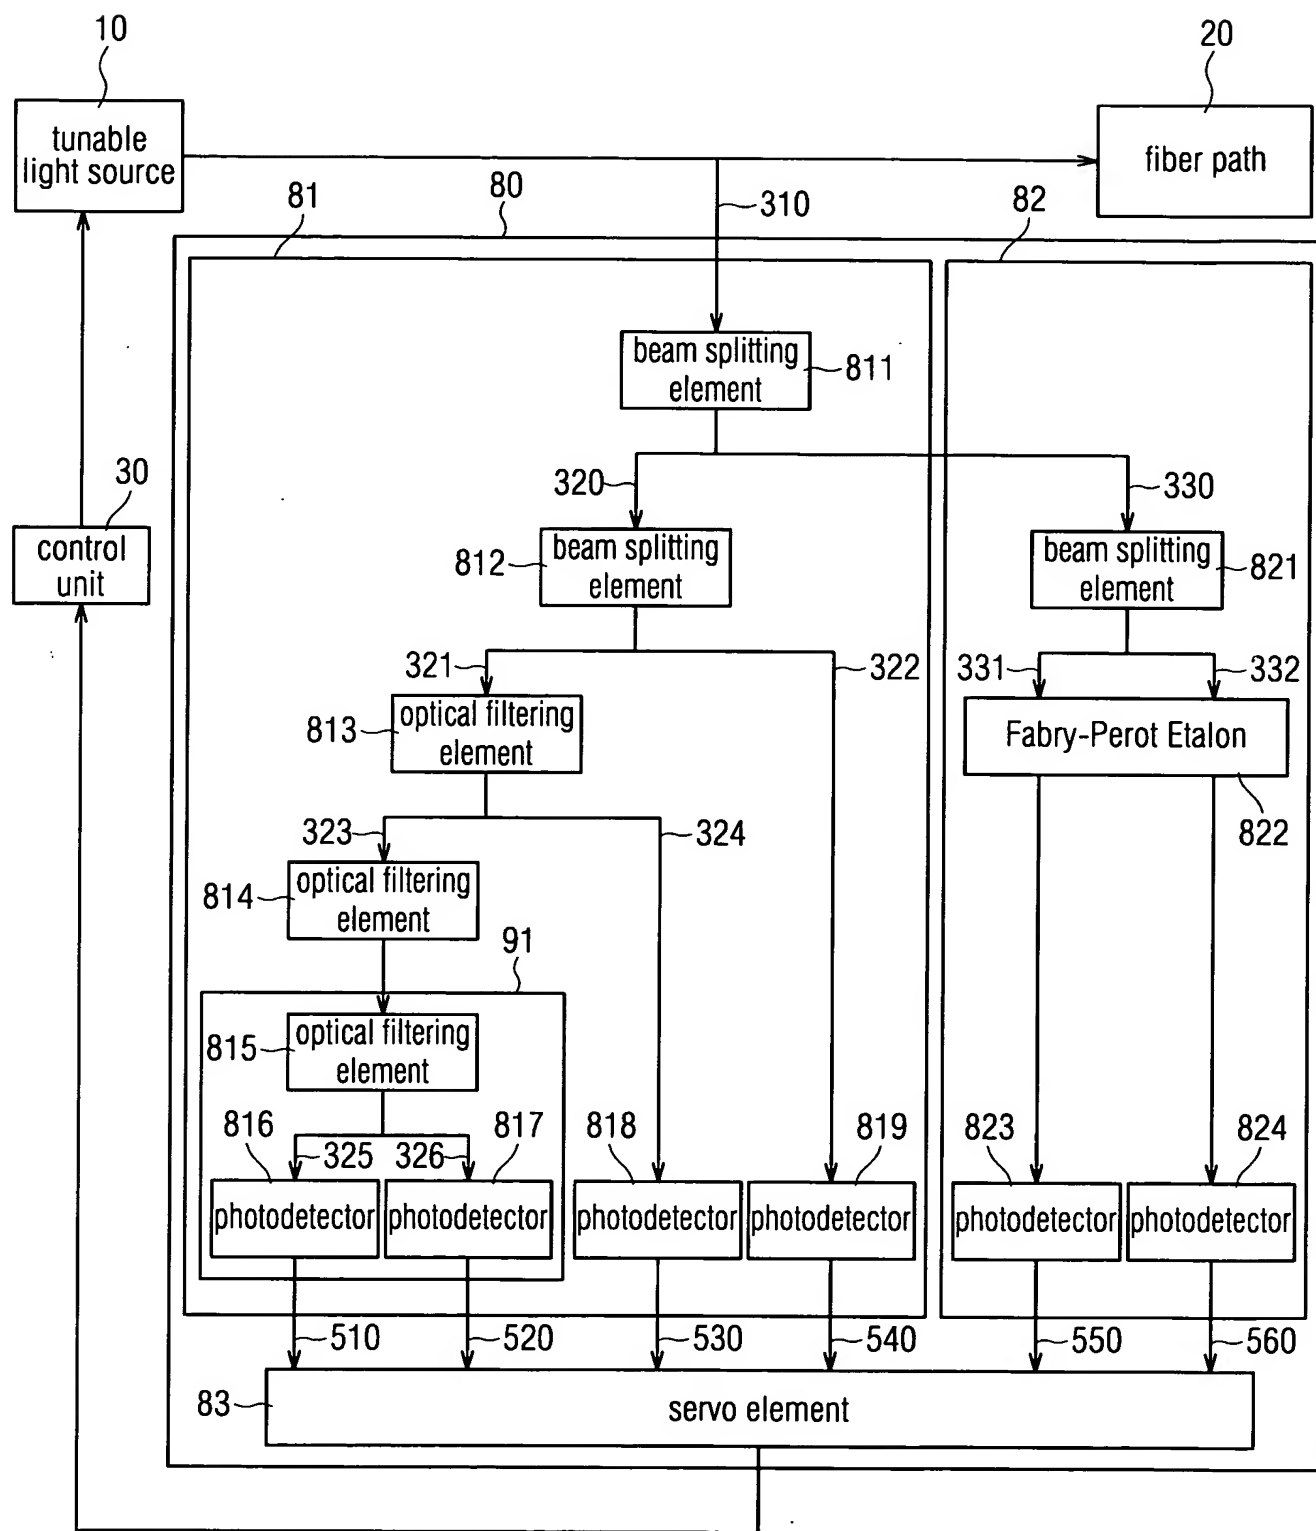 10
20
tunable
light source
fiber path
81
80
310
82
beam splitting
element
811
30
control
unit
320
330
812
beam splitting
element
beam splitting
element
821
321
322
331
332
813
optical filtering
element
Fabry-Perot Etalon
323
324
822
814
optical filtering
element
91
815
optical filtering
element
816
325
326
817
818
819
823
824
photodetector
photodetector
photodetector
photodetector
photodetector
photodetector
510
520
530
540
550
560
83
servo element